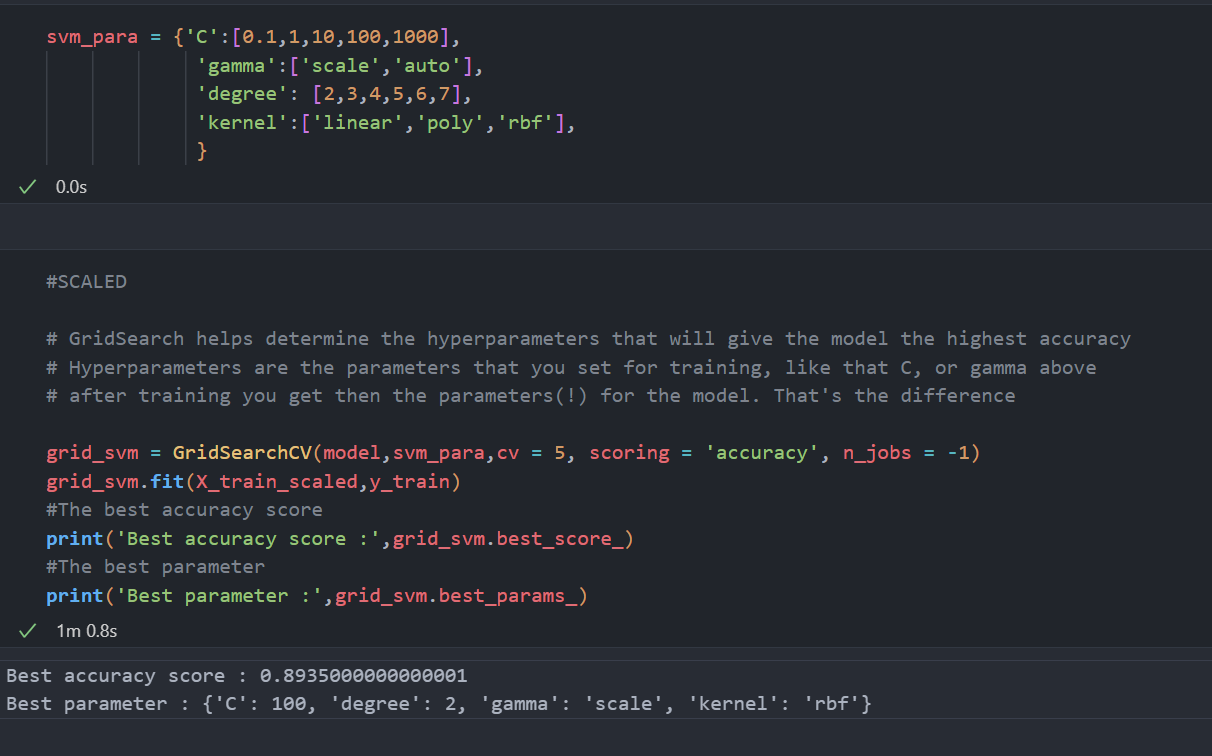 svm_para = {'C':[0.1,1,10,100,1000],
'gamma':['scale','auto'],
'degree': [2,3,4,5,6,7],
'kernel':['linear','poly','rbf'],
}
0.0s
#SCALED
# GridSearch helps determine the hyperparameters that will give the model the highest accuracy
# Hyperparameters are the parameters that you set for training, like that C, or gamma above
# after training you get then the parameters(!) for the model. That's the difference
grid_svm = GridSearchCV(model,svm_para,cv = 5, scoring = 'accuracy', n_jobs = -1)
grid_svm.fit(X_train_scaled,y_train)
#The best accuracy score
print('Best accuracy score :',grid_svm.best_score_)
#The best parameter
print('Best parameter :',grid_svm.best_params_)
1m 0.8s
Best accuracy score : 0.8935000000000001
Best parameter : {'C': 100, 'degree': 2, 'gamma': 'scale', 'kernel': 'rbf'}